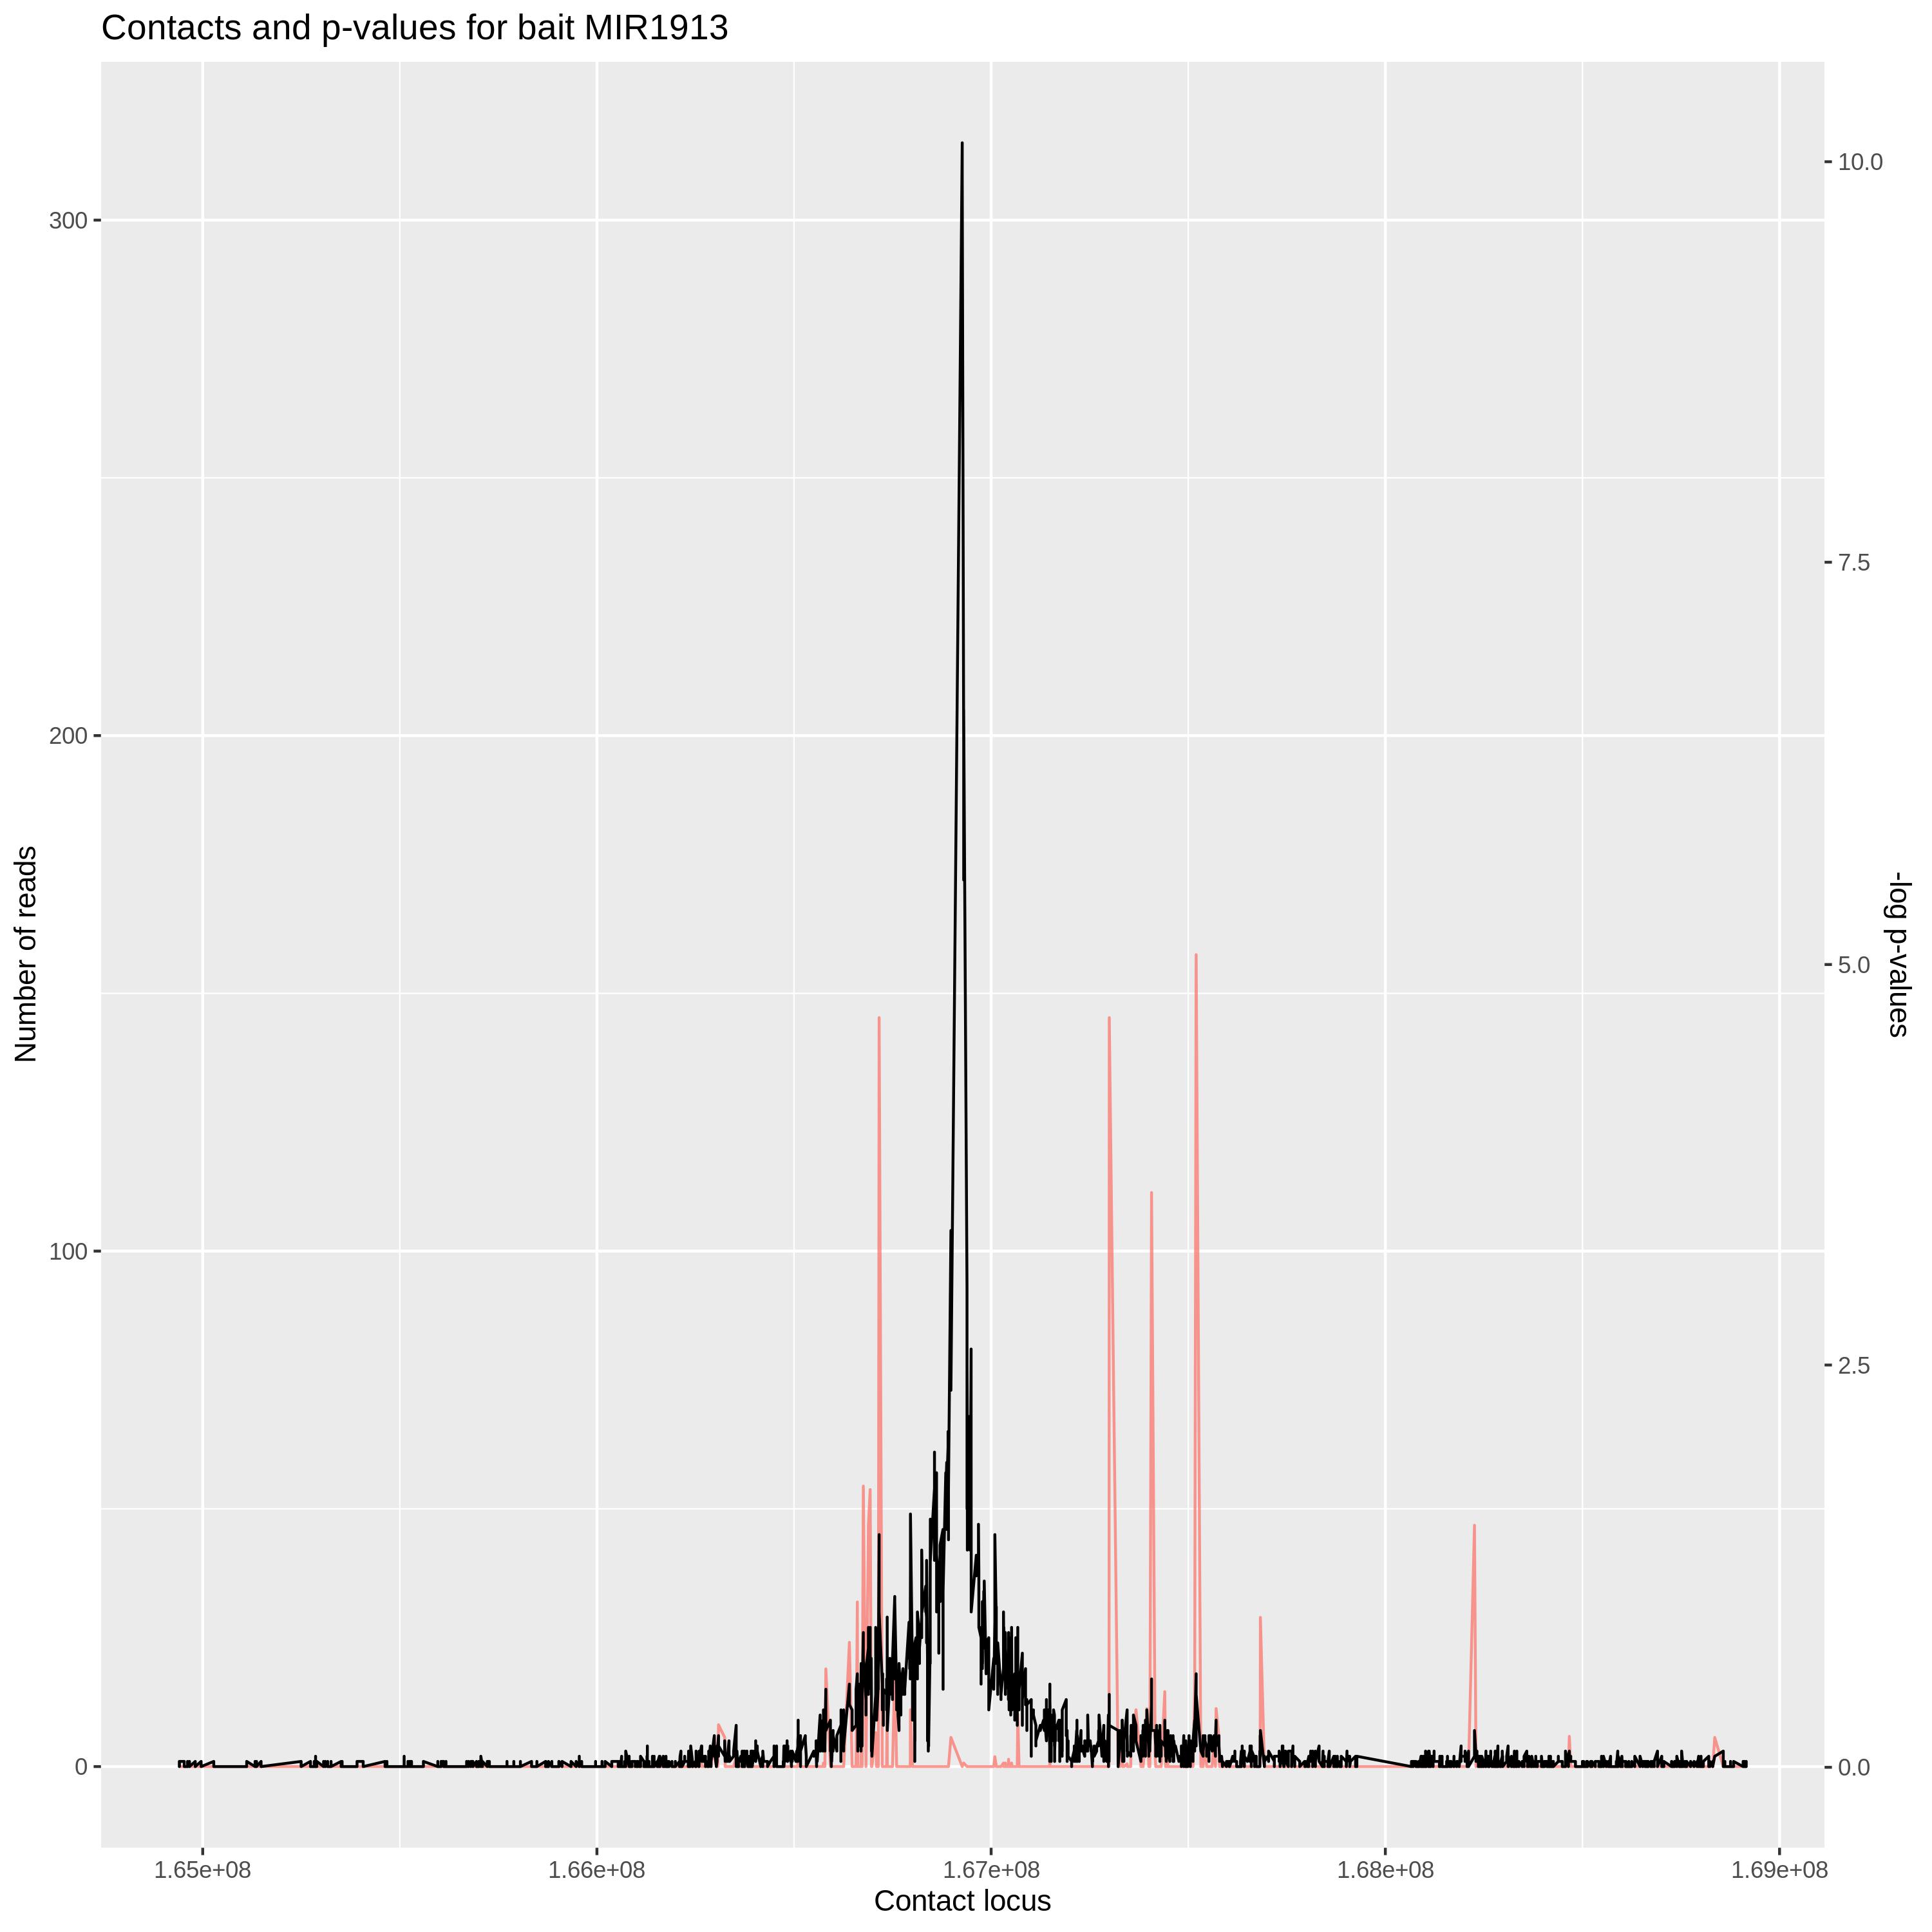 Contacts and p-values for bait MIR1913
300
200
100
0
Number of reads
10.0
7.5
5.0
2.5
0.0
-log p-values
1.65e+08
1.66e+08
1.67e+08
1.68e+08
1.69e+08
Contact locus